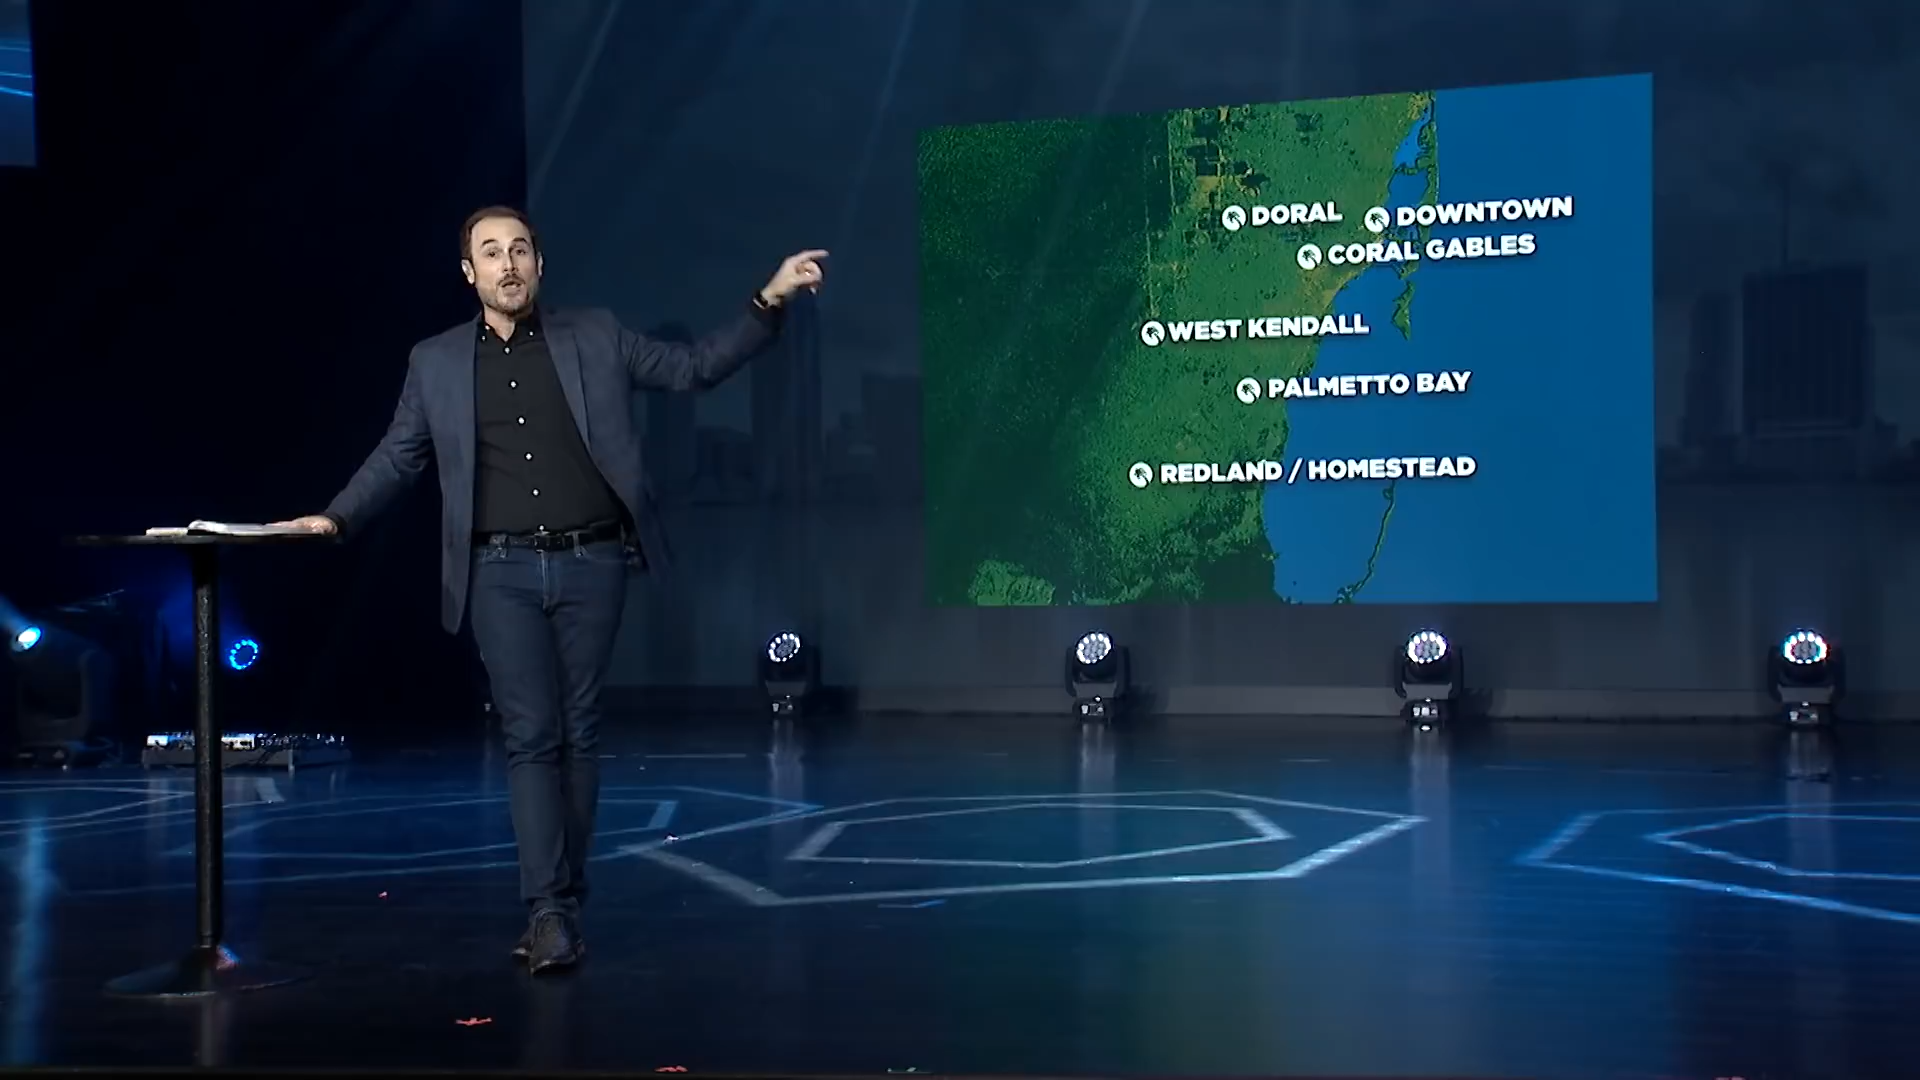 DORAL
DOWNTOWN
CORAL GABLES
WEST KENDALL
PALMETTO BAY
REDLAND / HOMESTEAD